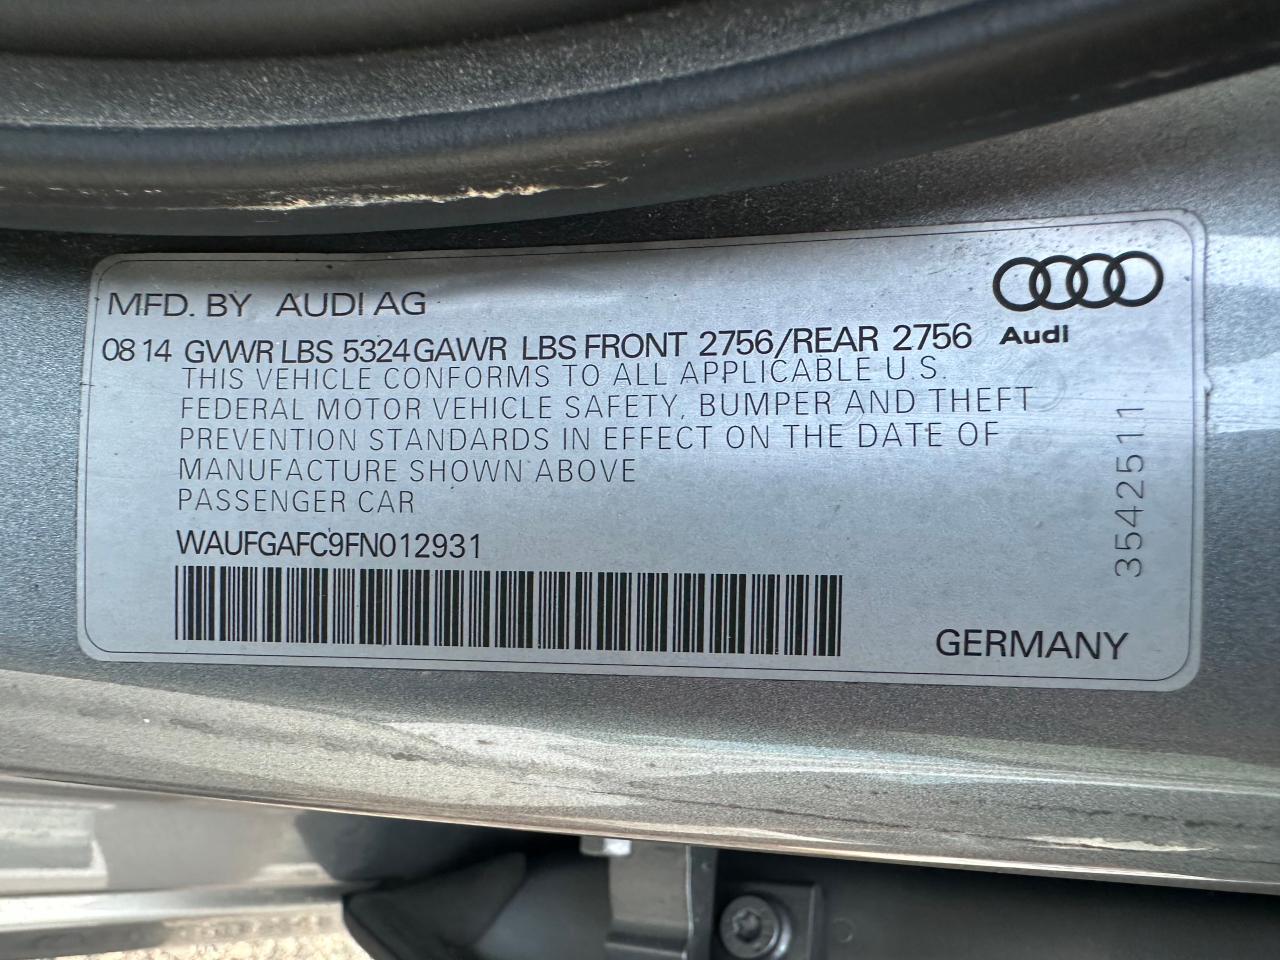 MFD. BY AUDI AG
Audi
08 14 GVWR LBS 5324 GAWR LBS FRONT 2756/REAR 2756
THIS VEHICLE CONFORMS TO ALL APPLICABLE U.S.
FEDERAL MOTOR VEHICLE SAFETY, BUMPER AND THEFT
PREVENTION STANDARDS IN EFFECT ON THE DATE OF
MANUFACTURE SHOWN ABOVE
PASSENGER CAR
WAUFGAFC9FN012931
GERMANY
3542511